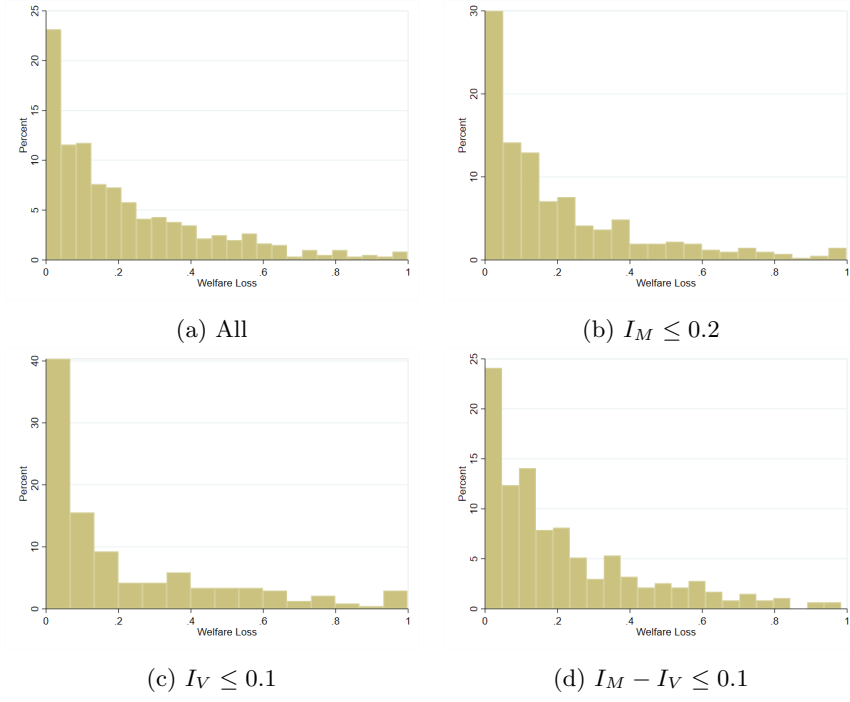 25
20
15
10
5
0
Percent
0 .2 .4 .6 .8 1
Welfare Loss
(a) All
30
20
10
0
Percent
0 .2 .4 .6 .8 1
Welfare Loss
(b) I_M ≤ 0.2
40
30
20
10
0
Percent
0 .2 .4 .6 .8 1
Welfare Loss
(c) I_V ≤ 0.1
25
20
15
10
5
0
Percent
0 .2 .4 .6 .8 1
Welfare Loss
(d) I_M − I_V ≤ 0.1